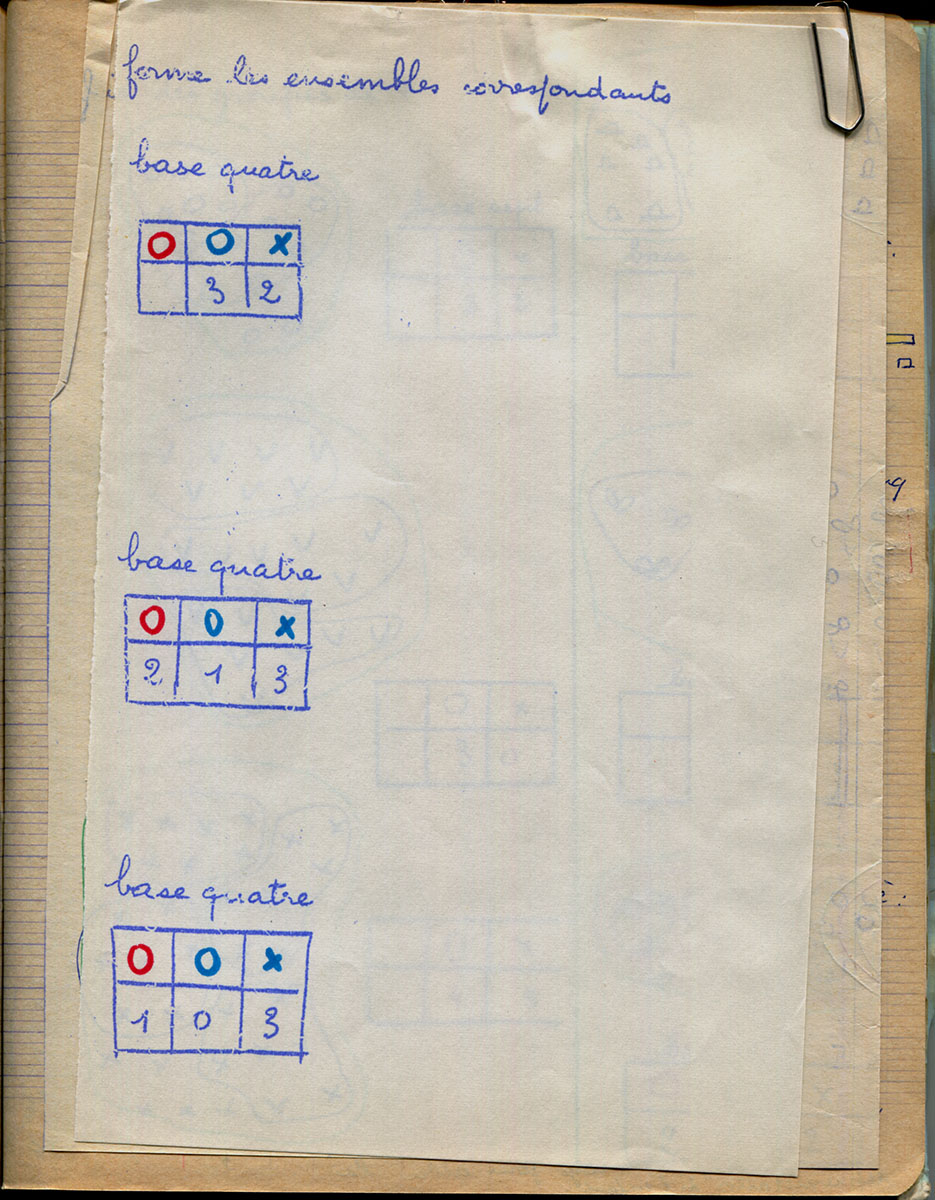 forme les ensembles correspondants
base quatre
O O x
3 2
base quatre
O O x
2 1 3
base quatre
O O x
1 0 3